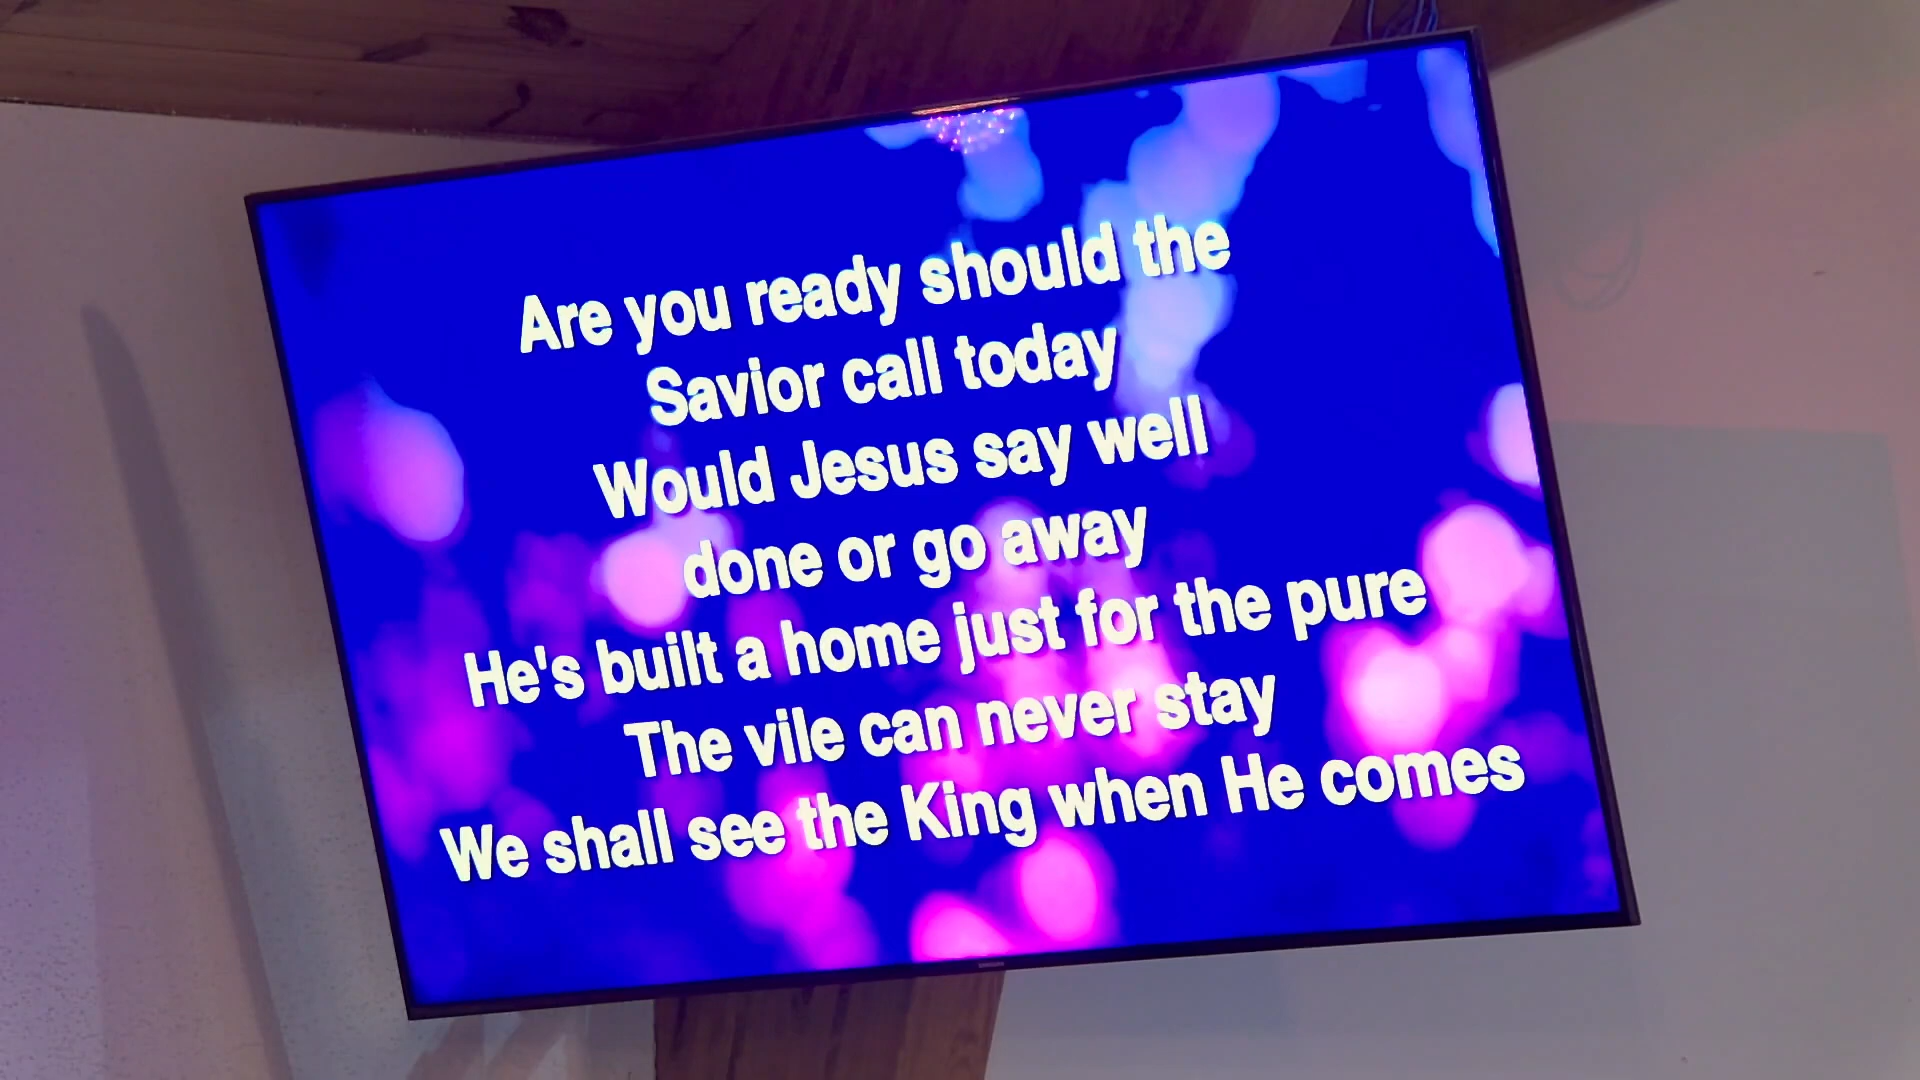 Are you ready should the
Savior call today
Would Jesus say well
done or go away
He's built a home just for the pure
The vile can never stay
We shall see the King when He comes